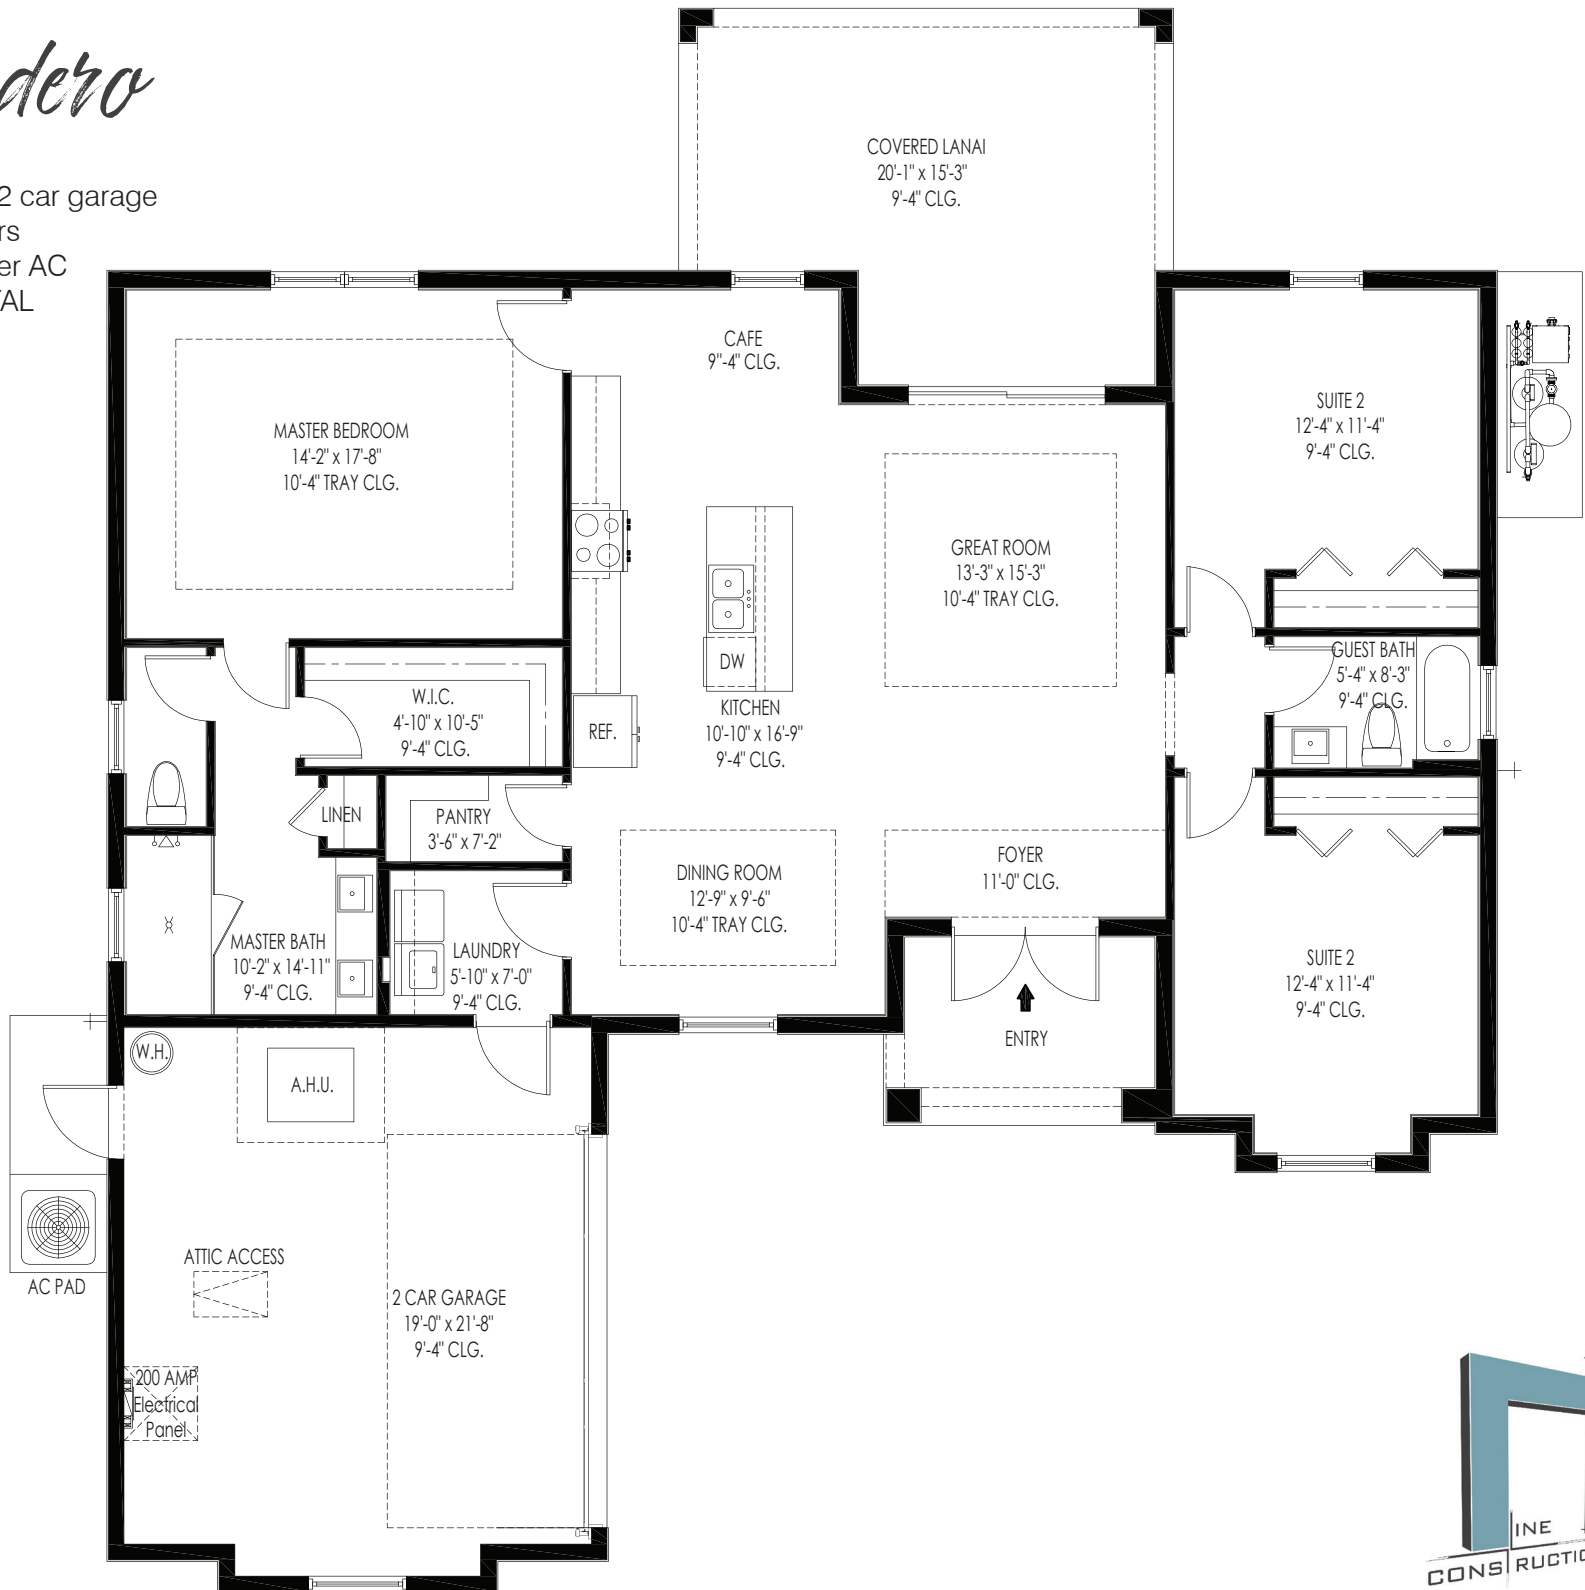 dero
2 car garage
rs
er AC
TAL
COVERED LANAI
20'-1" x 15'-3"
9'-4" CLG.
CAFE
9"-4" CLG.
MASTER BEDROOM
14'-2" x 17'-8"
10'-4" TRAY CLG.
SUITE 2
12'-4" x 11'-4"
9'-4" CLG.
GREAT ROOM
13'-3" x 15'-3"
10'-4" TRAY CLG.
DW
KITCHEN
10'-10" x 16'-9"
9'-4" CLG.
REF.
GUEST BATH
5'-4" x 8'-3"
9'-4" CLG.
W.I.C.
4'-10" x 10'-5"
9'-4" CLG.
LINEN
PANTRY
3'-6" x 7'-2"
DINING ROOM
12'-9" x 9'-6"
10'-4" TRAY CLG.
FOYER
11'-0" CLG.
MASTER BATH
10'-2" x 14'-11"
9'-4" CLG.
LAUNDRY
5'-10" x 7'-0"
9'-4" CLG.
SUITE 2
12'-4" x 11'-4"
9'-4" CLG.
ENTRY
W.H.
A.H.U.
AC PAD
ATTIC ACCESS
2 CAR GARAGE
19'-0" x 21'-8"
9'-4" CLG.
200 AMP
Electrical
Panel
INE
CONSTRUCTIO